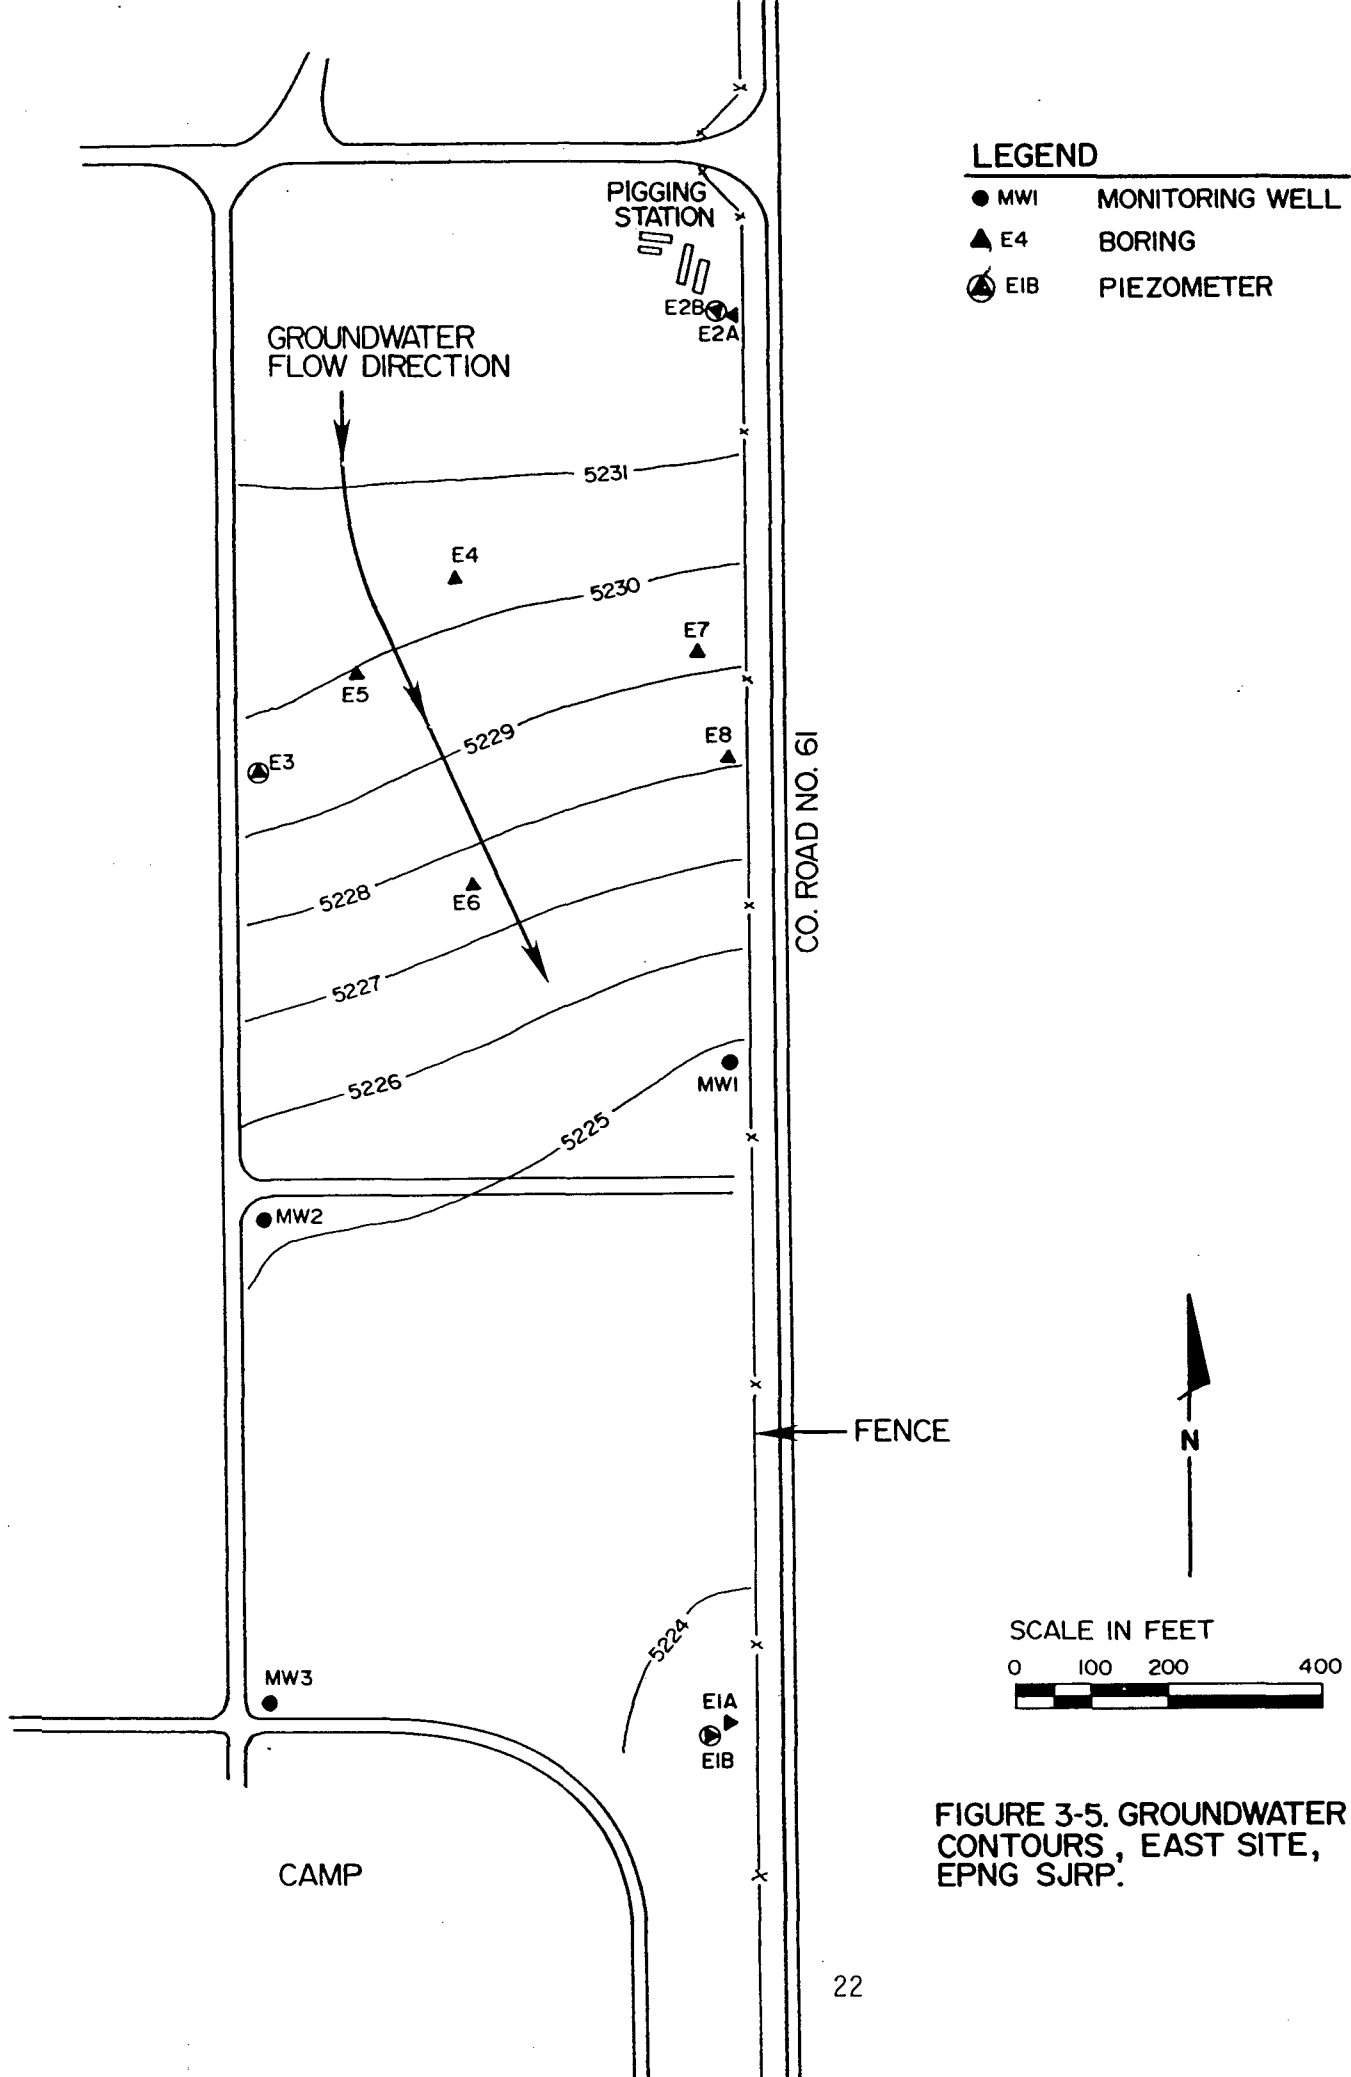 LEGEND
MW1 MONITORING WELL
E4 BORING
E1B PIEZOMETER
PIGGING
STATION
E2B
E2A
GROUNDWATER
FLOW DIRECTION
5231
E4
5230
E7
E5
5229
E8
E3
CO. ROAD NO. 61
5228
E6
5227
5226
MW1
5225
MW2
FENCE
N
5224
SCALE IN FEET
0 100 200 400
MW3
E1A
E1B
FIGURE 3-5. GROUNDWATER
CONTOURS, EAST SITE,
EPNG SJRP.
CAMP
22